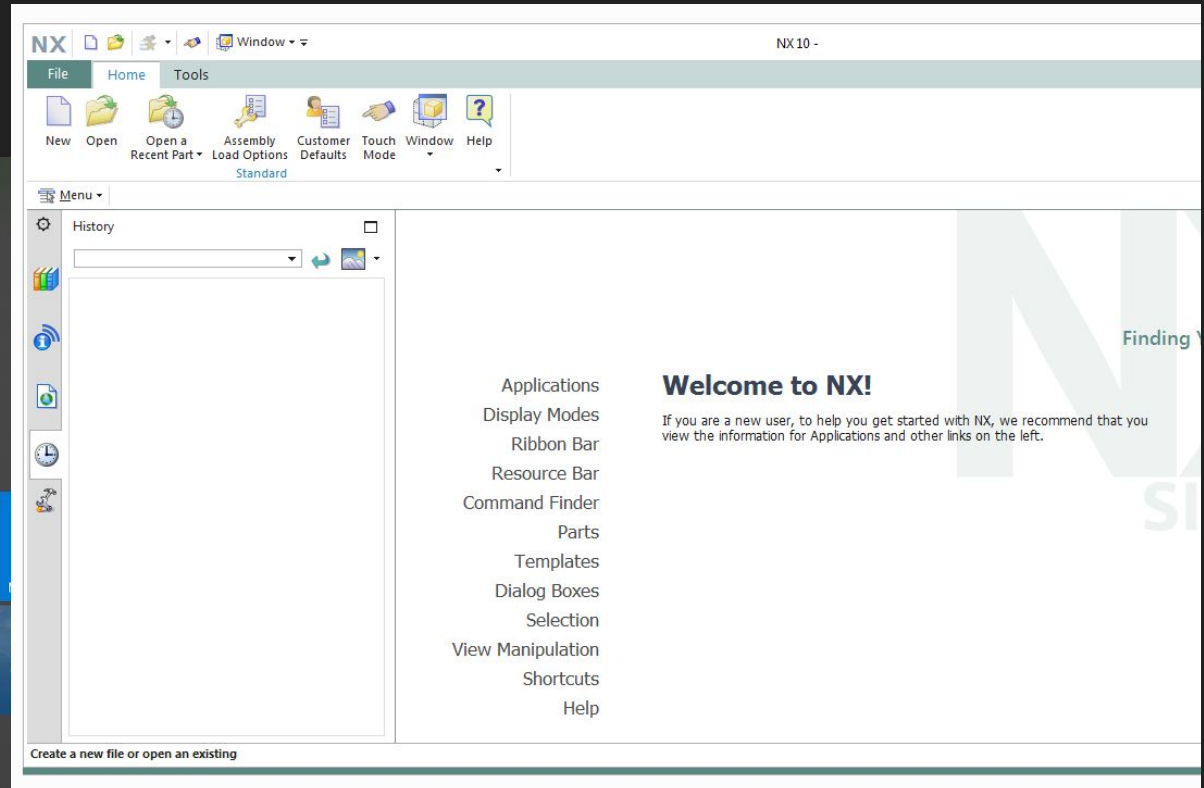 NX Window
NX 10 -
File Home Tools
New Open Open a Recent Part Assembly Load Options Customer Defaults Touch Mode Window Help
Standard
Menu
History
Finding
Applications
Display Modes
Ribbon Bar
Resource Bar
Command Finder
Parts
Templates
Dialog Boxes
Selection
View Manipulation
Shortcuts
Help
Welcome to NX!
If you are a new user, to help you get started with NX, we recommend that you
view the information for Applications and other links on the left.
Create a new file or open an existing